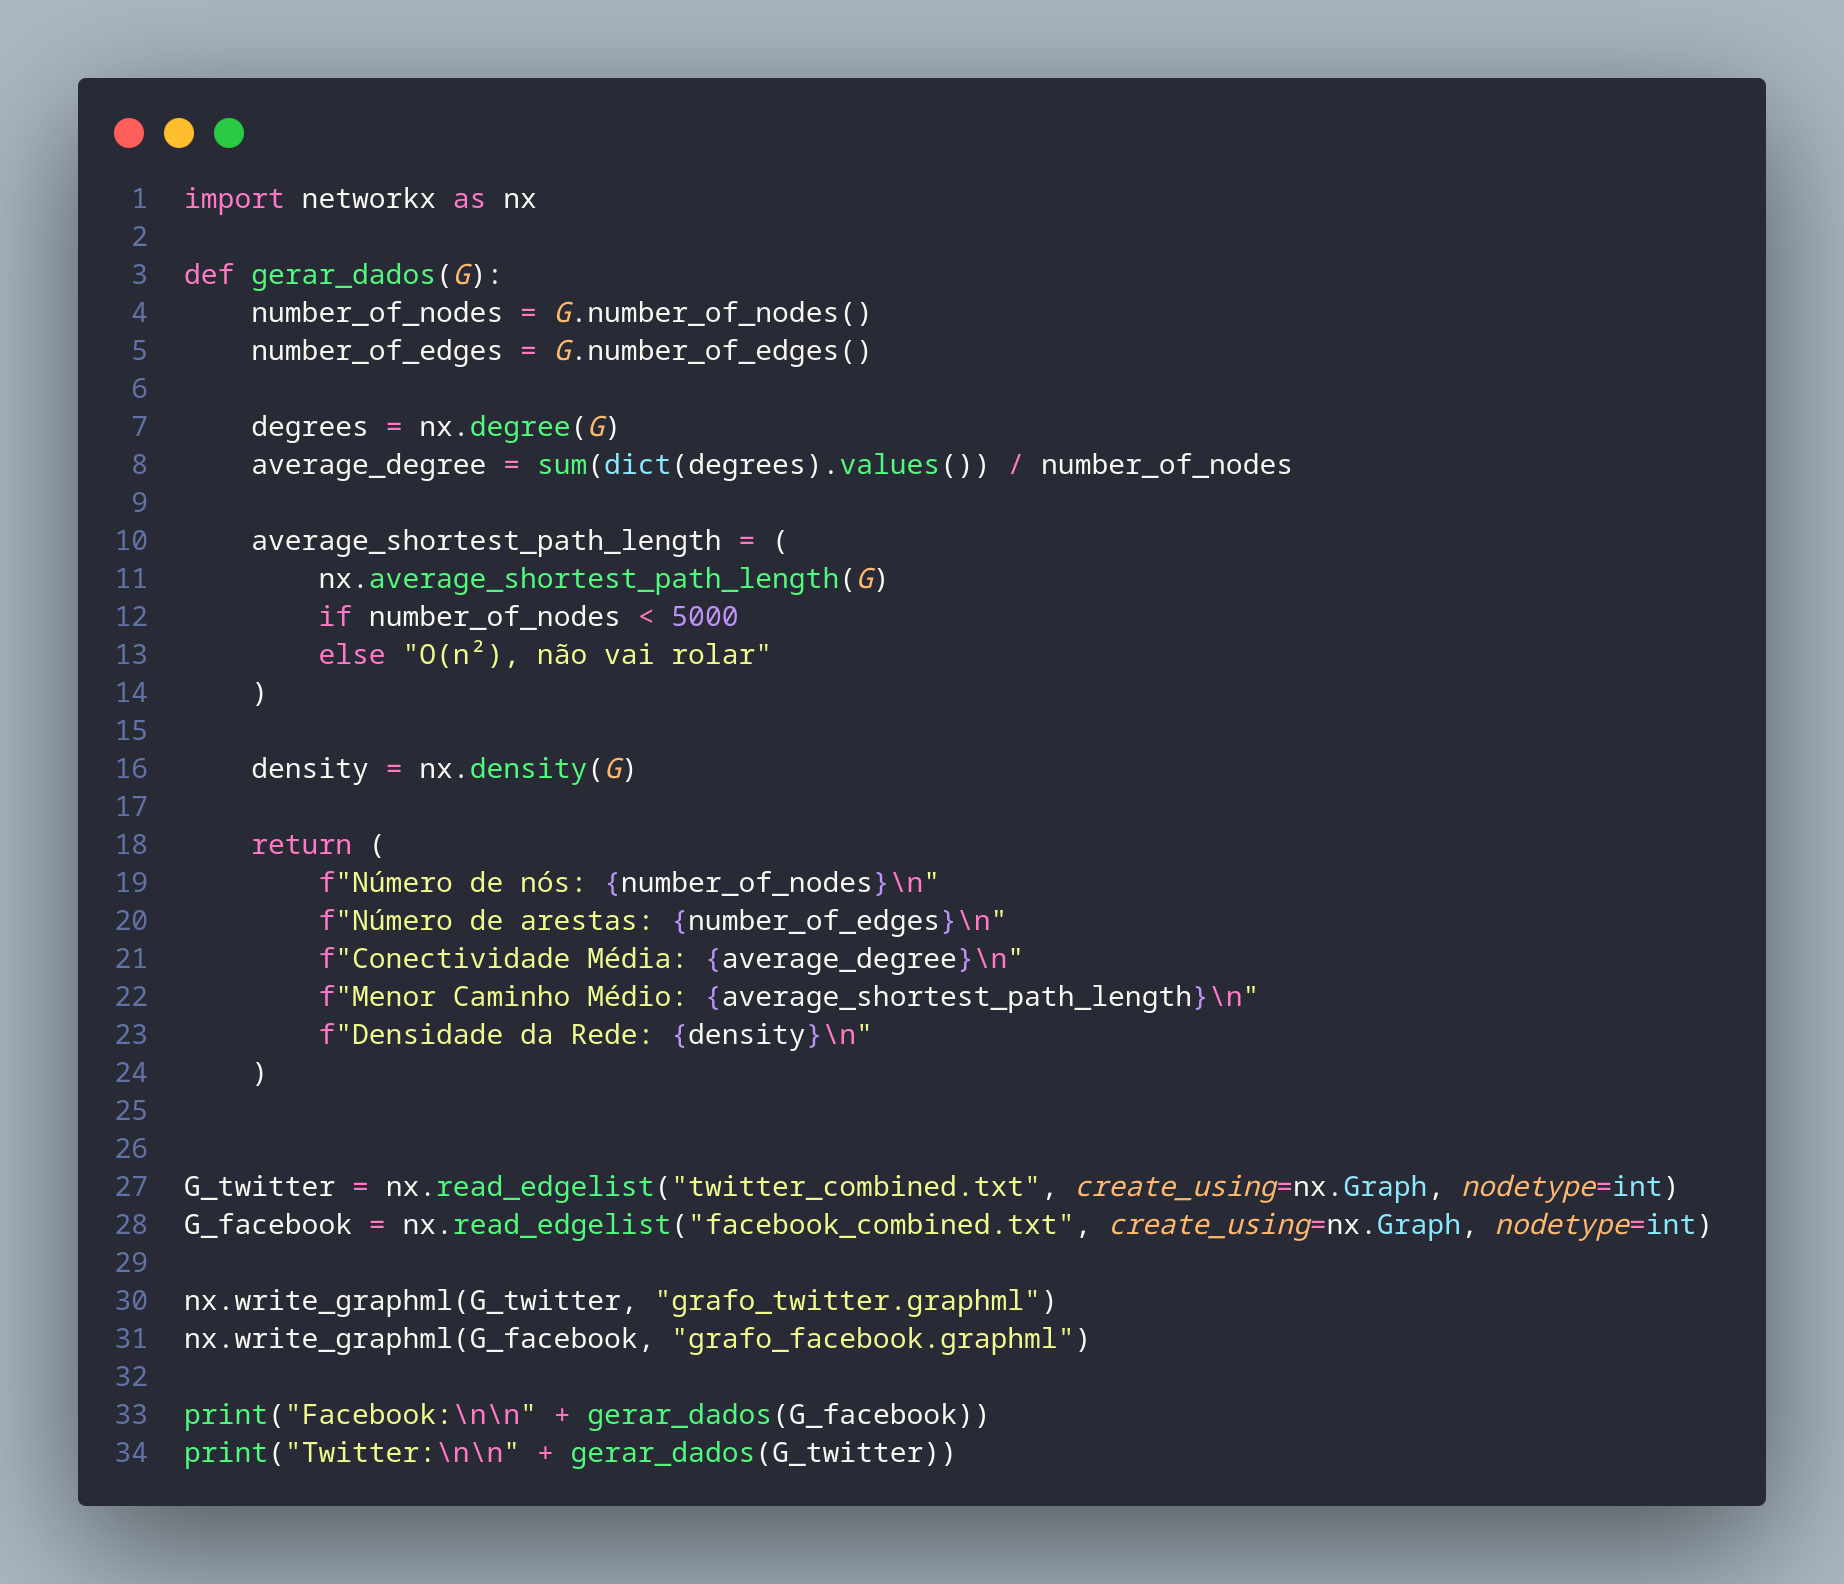 1 import networkx as nx
2
3 def gerar_dados(G):
4     number_of_nodes = G.number_of_nodes()
5     number_of_edges = G.number_of_edges()
6
7     degrees = nx.degree(G)
8     average_degree = sum(dict(degrees).values()) / number_of_nodes
9
10     average_shortest_path_length = (
11         nx.average_shortest_path_length(G)
12         if number_of_nodes < 5000
13         else "O(n²), não vai rolar"
14     )
15
16     density = nx.density(G)
17
18     return (
19         f"Número de nós: {number_of_nodes}\n"
20         f"Número de arestas: {number_of_edges}\n"
21         f"Conectividade Média: {average_degree}\n"
22         f"Menor Caminho Médio: {average_shortest_path_length}\n"
23         f"Densidade da Rede: {density}\n"
24     )
25
26
27 G_twitter = nx.read_edgelist("twitter_combined.txt", create_using=nx.Graph, nodetype=int)
28 G_facebook = nx.read_edgelist("facebook_combined.txt", create_using=nx.Graph, nodetype=int)
29
30 nx.write_graphml(G_twitter, "grafo_twitter.graphml")
31 nx.write_graphml(G_facebook, "grafo_facebook.graphml")
32
33 print("Facebook:\n\n" + gerar_dados(G_facebook))
34 print("Twitter:\n\n" + gerar_dados(G_twitter))